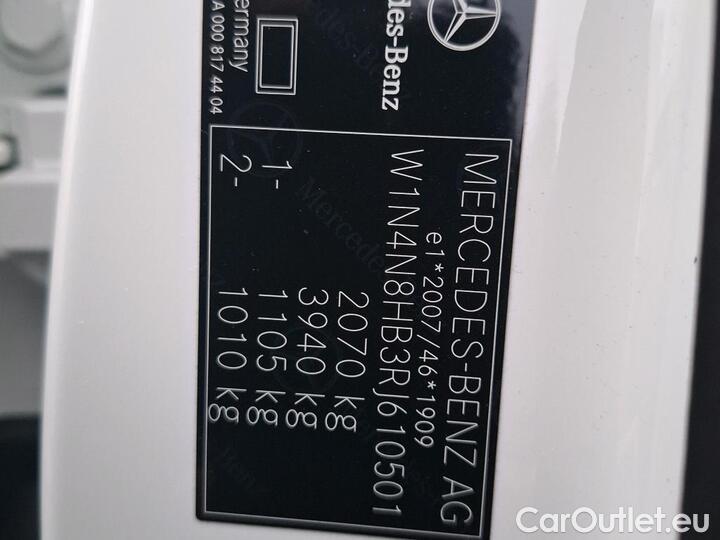 des-Benz
ermany
A 000 817 44 04
MERCEDES-BENZ AG
e1*2007/46*1909
W1N4N8HB3RJ610501
2070 kg
3940 kg
1- 1105 kg
2- 1010 kg
CarOutlet.eu